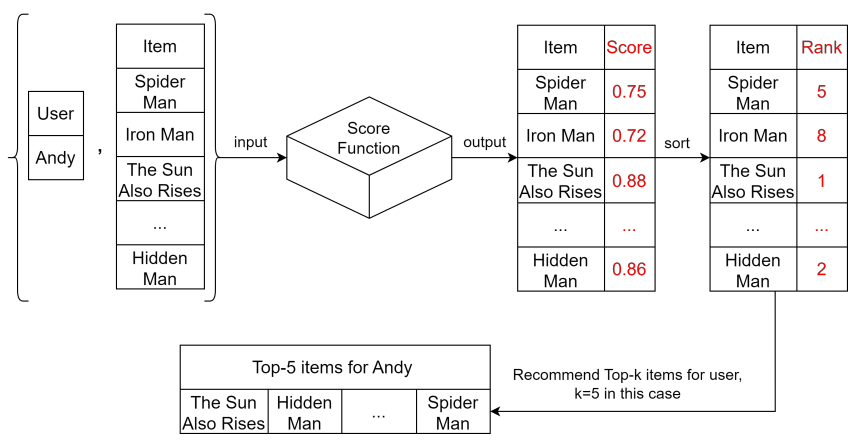 User
Andy
,
Item
Spider
Man
Iron Man
The Sun
Also Rises
...
Hidden
Man
input
Score
Function
output
Item Score
Spider
Man 0.75
Iron Man 0.72
The Sun
Also Rises 0.88
... ...
Hidden
Man 0.86
sort
Item Rank
Spider
Man 5
Iron Man 8
The Sun
Also Rises 1
... ...
Hidden
Man 2
Recommend Top-k items for user,
k=5 in this case
Top-5 items for Andy
The Sun
Also Rises
Hidden
Man
...
Spider
Man